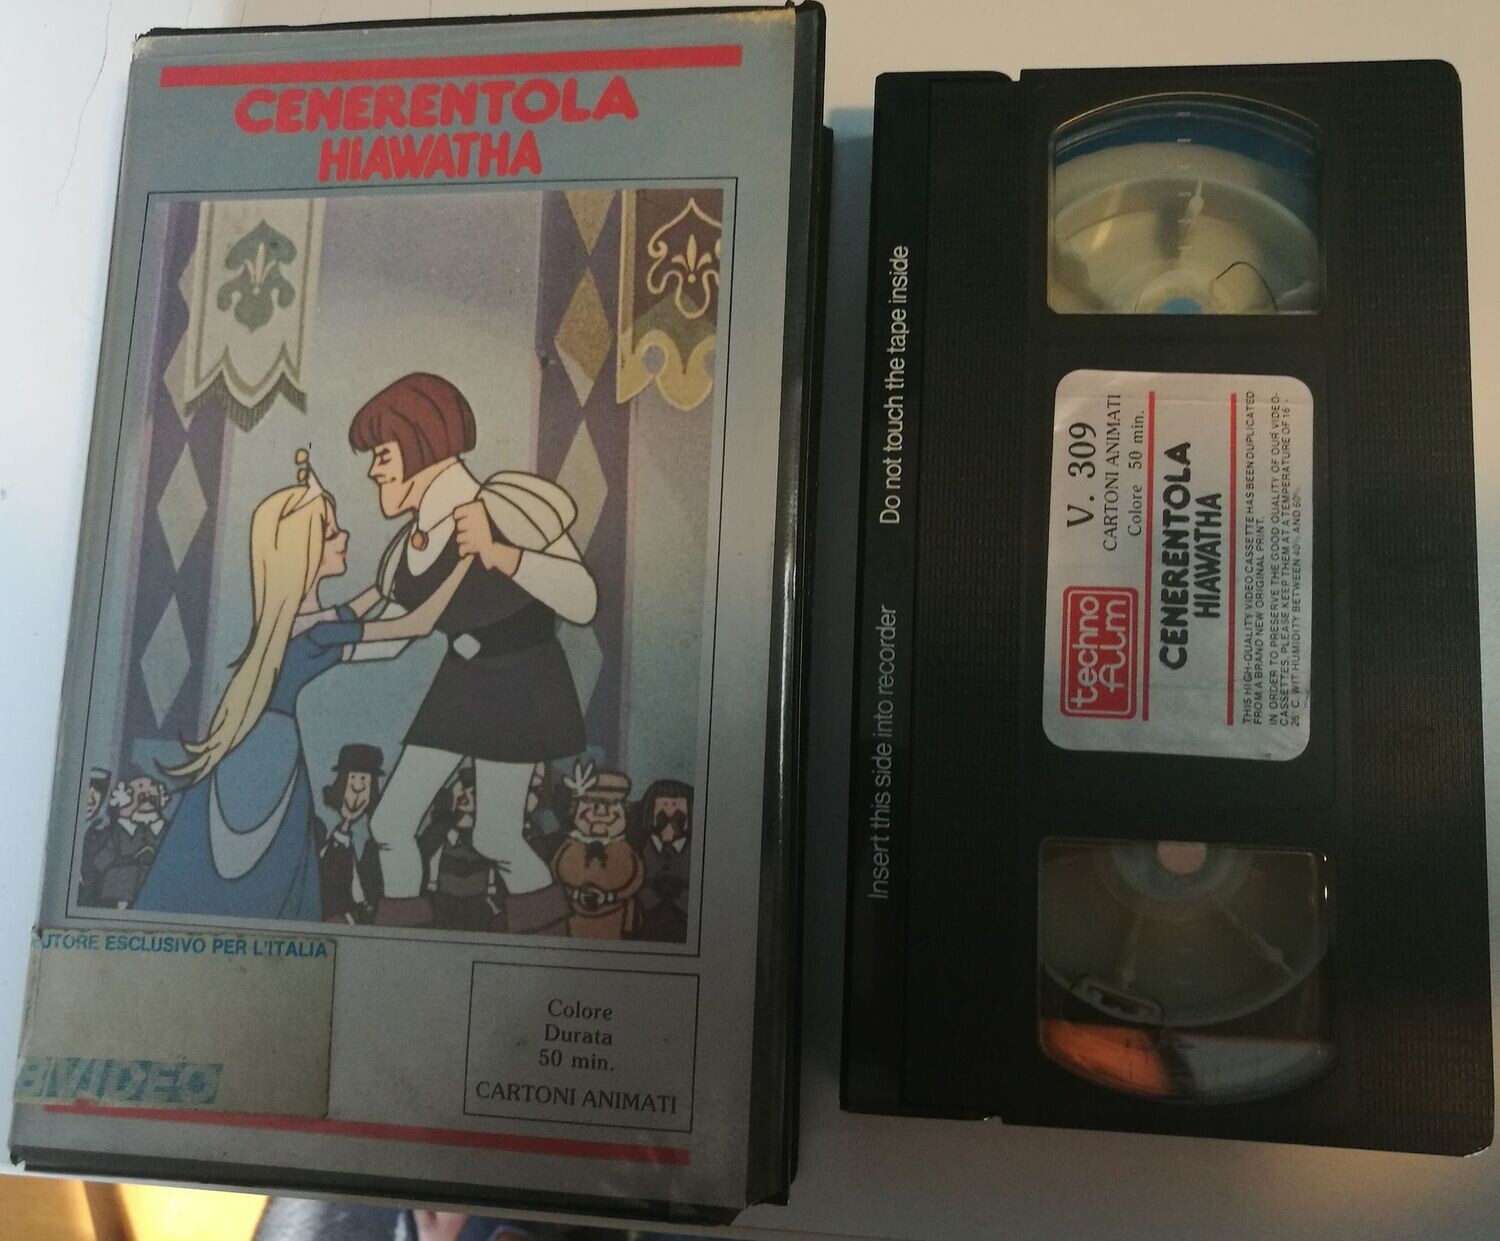 CENERENTOLA
HIAWATHA
UTORE ESCLUSIVO PER L'ITALIA
VIDEO
Colore
Durata
50 min.
CARTONI ANIMATI
Do not touch the tape inside
Insert this side into recorder
V. 309
CARTONI ANIMATI
Colore 50 min.
techno
film
CENERENTOLA
HIAWATHA
THIS HIGH-QUALITY VIDEO CASSETTE HAS BEEN DUPLICATED
FROM A BRAND NEW ORIGINAL PRINT.
IN ORDER TO PRESERVE THE GOOD QUALITY OF OUR VIDEO-
CASSETTES, PLEASE KEEP THEM AT A TEMPERATURE OF 16 -
26° C. WIT HUMIDITY BETWEEN 40% AND 60%.